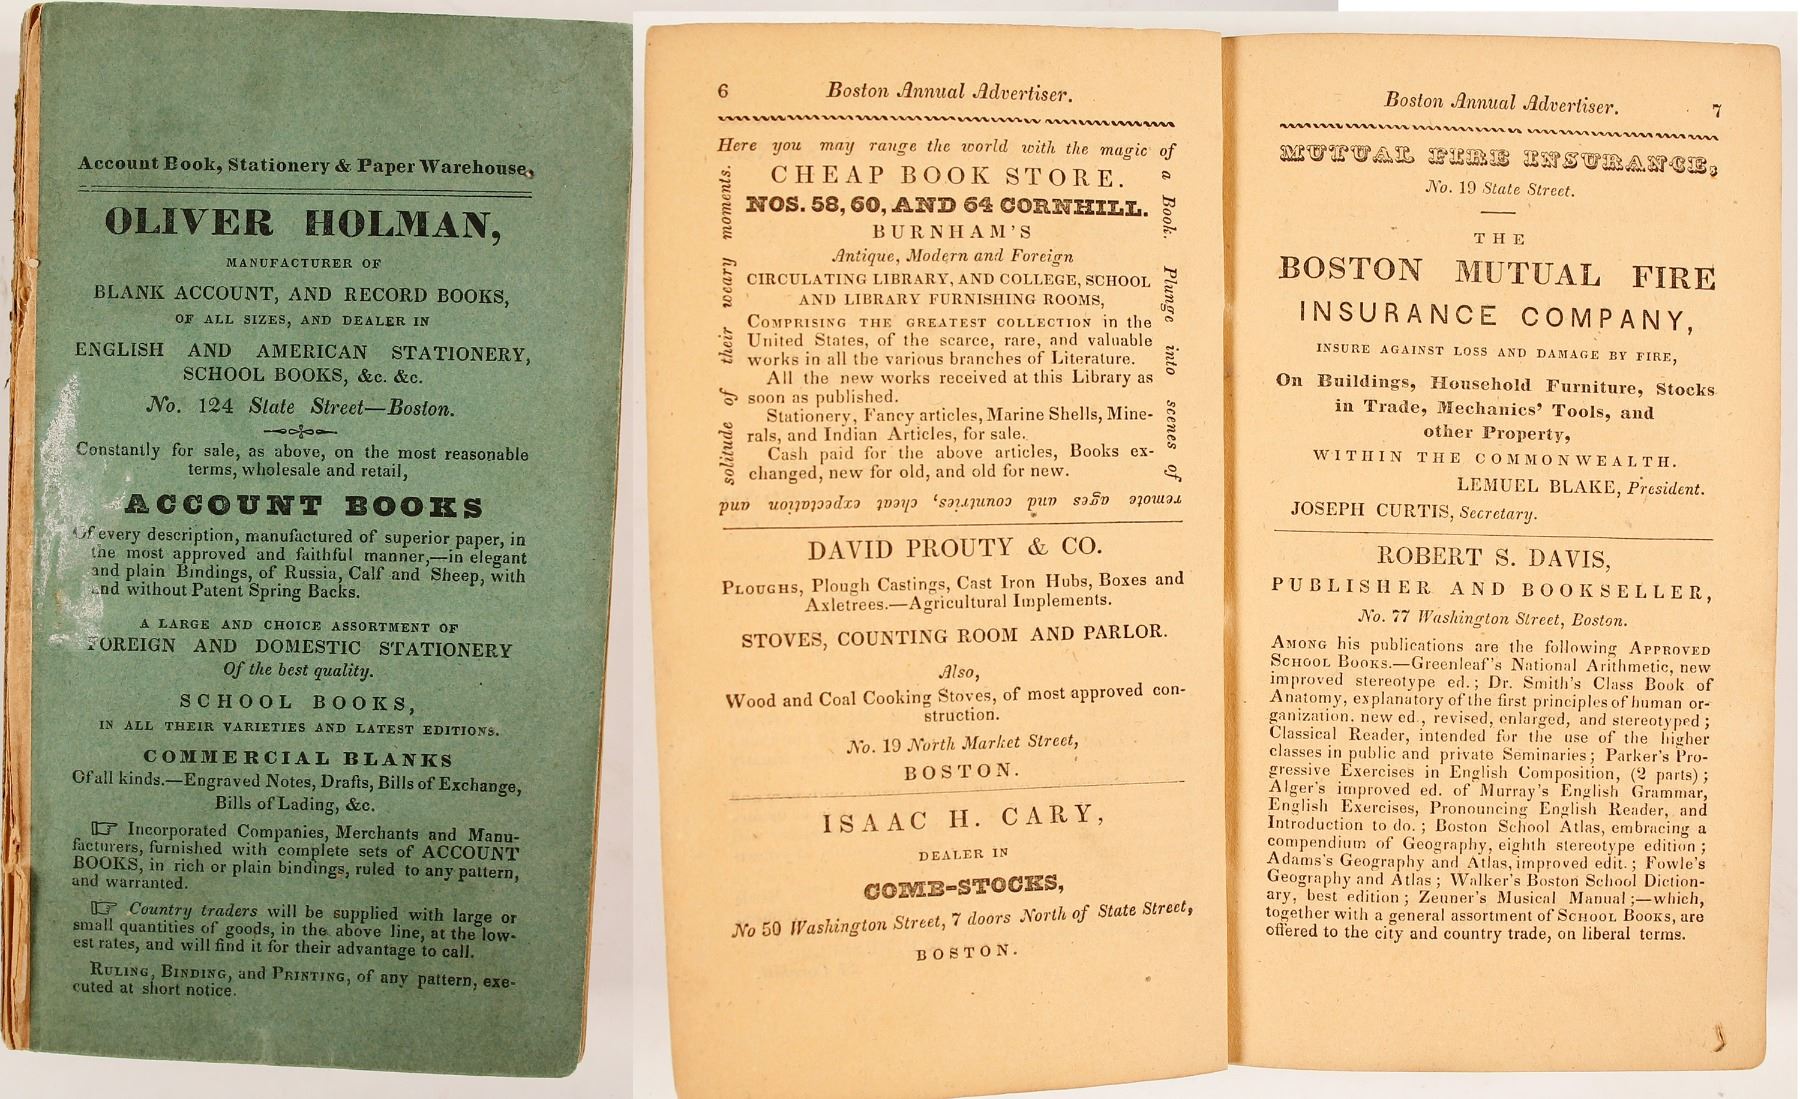 Account Book, Stationery & Paper Warehouse.
OLIVER HOLMAN,
MANUFACTURER OF
BLANK ACCOUNT, AND RECORD BOOKS,
OF ALL SIZES, AND DEALER IN
ENGLISH AND AMERICAN STATIONERY,
SCHOOL BOOKS, &c. &c.
No. 124 State Street—Boston.
Constantly for sale, as above, on the most reasonable
terms, wholesale and retail,
ACCOUNT BOOKS
Of every description, manufactured of superior paper, in
the most approved and faithful manner,—in elegant
and plain Bindings, of Russia, Calf and Sheep, with
and without Patent Spring Backs.
A LARGE AND CHOICE ASSORTMENT OF
FOREIGN AND DOMESTIC STATIONERY
Of the best quality.
SCHOOL BOOKS,
IN ALL THEIR VARIETIES AND LATEST EDITIONS.
COMMERCIAL BLANKS
Of all kinds.—Engraved Notes, Drafts, Bills of Exchange,
Bills of Lading, &c.
☞ Incorporated Companies, Merchants and Manu-
facturers, furnished with complete sets of ACCOUNT
BOOKS, in rich or plain bindings, ruled to any pattern,
and warranted.
☞ Country traders will be supplied with large or
small quantities of goods, in the above line, at the low-
est rates, and will find it for their advantage to call.
RULING, BINDING, and PRINTING, of any pattern, exe-
cuted at short notice.
6 Boston Annual Advertiser.
Here you may range the world with the magic of
a Book. Plunge into scenes of
remote ages and countries, cheat expectation and
solitude of their weary moments.
CHEAP BOOK STORE.
NOS. 58, 60, AND 64 CORNHILL.
BURNHAM'S
Antique, Modern and Foreign
CIRCULATING LIBRARY, AND COLLEGE, SCHOOL
AND LIBRARY FURNISHING ROOMS,
COMPRISING THE GREATEST COLLECTION in the
United States, of the scarce, rare, and valuable
works in all the various branches of Literature.
All the new works received at this Library as
soon as published.
Stationery, Fancy articles, Marine Shells, Mine-
rals, and Indian Articles, for sale.
Cash paid for the above articles, Books ex-
changed, new for old, and old for new.
DAVID PROUTY & CO.
PLOUGHS, Plough Castings, Cast Iron Hubs, Boxes and
Axletrees.—Agricultural Implements.
STOVES, COUNTING ROOM AND PARLOR.
Also,
Wood and Coal Cooking Stoves, of most approved con-
struction.
No. 19 North Market Street,
BOSTON.
ISAAC H. CARY,
DEALER IN
COMB-STOCKS,
No 50 Washington Street, 7 doors North of State Street,
BOSTON.
Boston Annual Advertiser. 7
MUTUAL FIRE INSURANCE,
No. 19 State Street.
THE
BOSTON MUTUAL FIRE
INSURANCE COMPANY,
INSURE AGAINST LOSS AND DAMAGE BY FIRE,
On Buildings, Household Furniture, Stocks
in Trade, Mechanics' Tools, and
other Property,
WITHIN THE COMMONWEALTH.
LEMUEL BLAKE, President.
JOSEPH CURTIS, Secretary.
ROBERT S. DAVIS,
PUBLISHER AND BOOKSELLER,
No. 77 Washington Street, Boston.
AMONG his publications are the following APPROVED
SCHOOL BOOKS.—Greenleaf's National Arithmetic, new
improved stereotype ed.; Dr. Smith's Class Book of
Anatomy, explanatory of the first principles of human or-
ganization. new ed., revised, enlarged, and stereotyped;
Classical Reader, intended for the use of the higher
classes in public and private Seminaries; Parker's Pro-
gressive Exercises in English Composition, (2 parts);
Alger's improved ed. of Murray's English Grammar,
English Exercises, Pronouncing English Reader, and
Introduction to do.; Boston School Atlas, embracing a
compendium of Geography, eighth stereotype edition;
Adams's Geography and Atlas, improved edit.; Fowle's
Geography and Atlas; Walker's Boston School Diction-
ary, best edition; Zeuner's Musical Manual;—which,
together with a general assortment of SCHOOL BOOKS, are
offered to the city and country trade, on liberal terms.